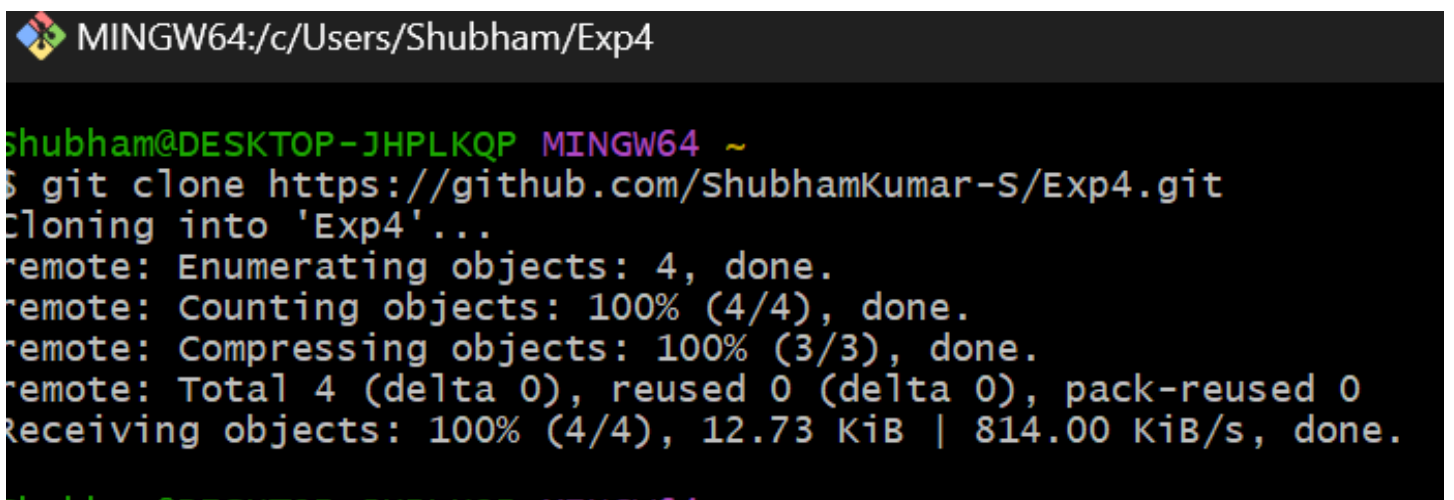 MINGW64:/c/Users/Shubham/Exp4
Shubham@DESKTOP-JHPLKQP MINGW64 ~
$ git clone https://github.com/ShubhamKumar-S/Exp4.git
Cloning into 'Exp4'...
remote: Enumerating objects: 4, done.
remote: Counting objects: 100% (4/4), done.
remote: Compressing objects: 100% (3/3), done.
remote: Total 4 (delta 0), reused 0 (delta 0), pack-reused 0
Receiving objects: 100% (4/4), 12.73 KiB | 814.00 KiB/s, done.